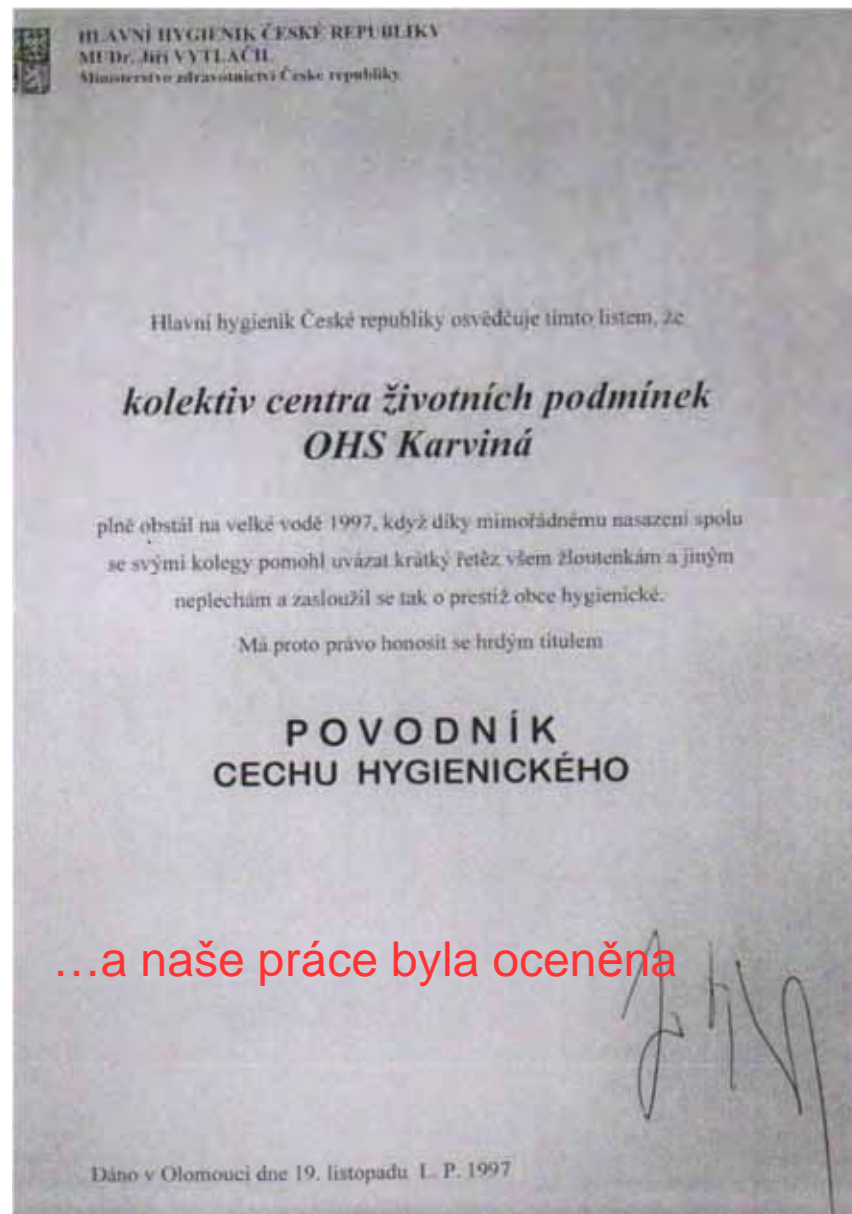 HLAVNÍ HYGIENIK ČESKÉ REPUBLIKY
MUDr. Jiří VYTLAČIL
Ministerstvo zdravotnictví České republiky
Hlavní hygienik České republiky osvědčuje tímto listem, že
kolektiv centra životních podmínek
OHS Karviná
plně obstál na velké vodě 1997, když díky mimořádnému nasazení spolu
se svými kolegy pomohl uvázat krátký řetěz všem žloutenkám a jiným
neplechám a zasloužil se tak o prestiž obce hygienické.
Má proto právo honosit se hrdým titulem
POVODNÍK
CECHU HYGIENICKÉHO
…a naše práce byla oceněna
Dáno v Olomouci dne 19. listopadu L. P. 1997